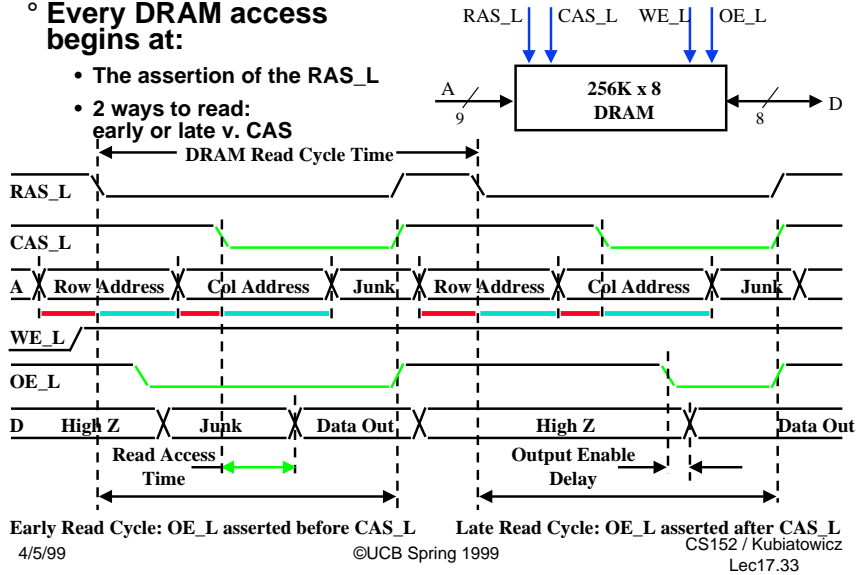 ° Every DRAM access
begins at:
• The assertion of the RAS_L
• 2 ways to read:
early or late v. CAS
RAS_L CAS_L WE_L OE_L
A
9
256K x 8
DRAM
8
D
DRAM Read Cycle Time
RAS_L
CAS_L
A Row Address Col Address Junk Row Address Col Address Junk
WE_L
OE_L
D High Z Junk Data Out High Z Data Out
Read Access
Time
Output Enable
Delay
Early Read Cycle: OE_L asserted before CAS_L Late Read Cycle: OE_L asserted after CAS_L
4/5/99 ©UCB Spring 1999 CS152 / Kubiatowicz
Lec17.33